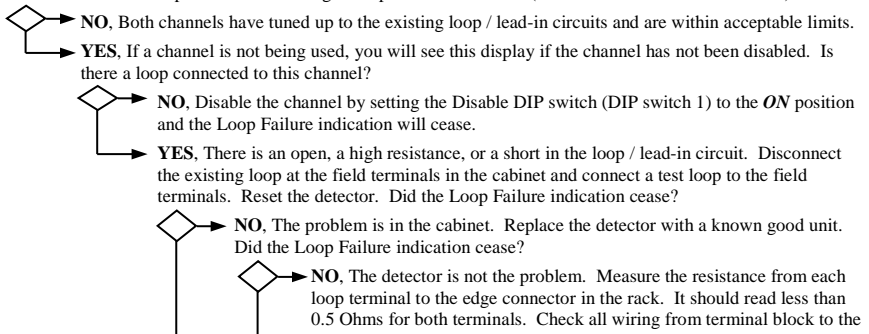 NO, Both channels have tuned up to the existing loop / lead-in circuits and are within acceptable limits.
YES, If a channel is not being used, you will see this display if the channel has not been disabled. Is
there a loop connected to this channel?
NO, Disable the channel by setting the Disable DIP switch (DIP switch 1) to the ON position
and the Loop Failure indication will cease.
YES, There is an open, a high resistance, or a short in the loop / lead-in circuit. Disconnect
the existing loop at the field terminals in the cabinet and connect a test loop to the field
terminals. Reset the detector. Did the Loop Failure indication cease?
NO, The problem is in the cabinet. Replace the detector with a known good unit.
Did the Loop Failure indication cease?
NO, The detector is not the problem. Measure the resistance from each
loop terminal to the edge connector in the rack. It should read less than
0.5 Ohms for both terminals. Check all wiring from terminal block to the